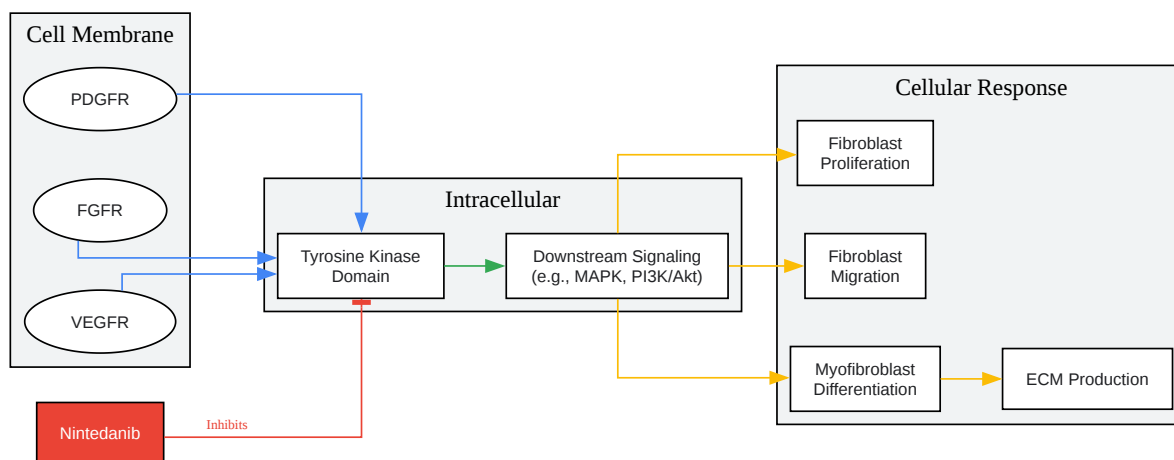 Cell Membrane
PDGFR
FGFR
VEGFR
Nintedanib
Inhibits
Intracellular
Tyrosine Kinase
Domain
Downstream Signaling
(e.g., MAPK, PI3K/Akt)
Cellular Response
Fibroblast
Proliferation
Fibroblast
Migration
Myofibroblast
Differentiation
ECM Production